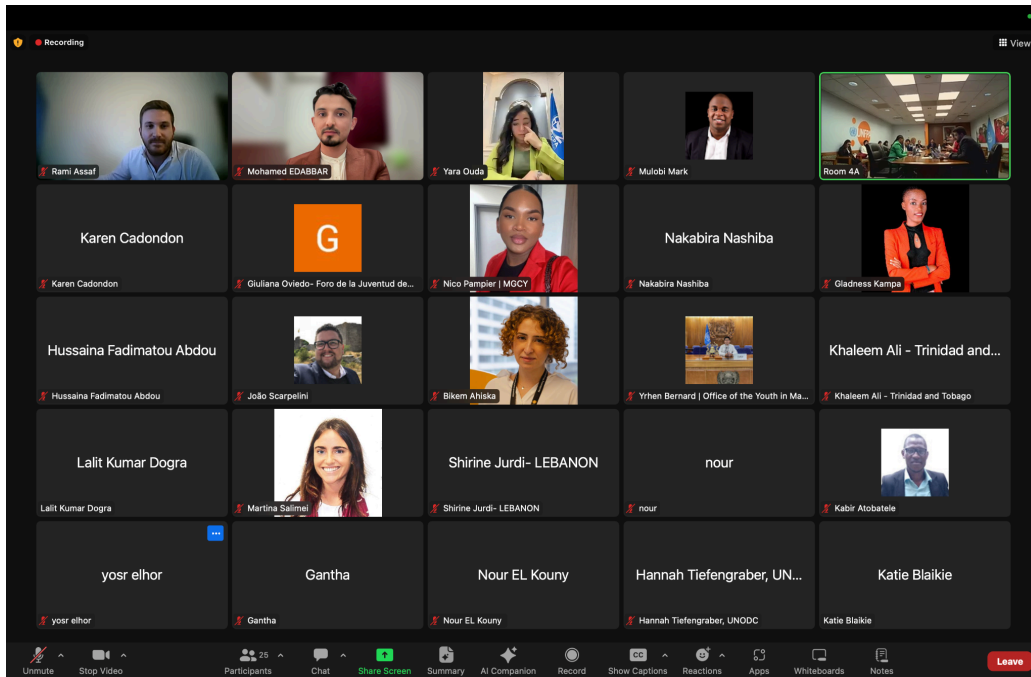 Recording
View
Rami Assaf
Mohamed EDABBAR
Yara Ouda
Mulobi Mark
UNFPA
Room 4A
Karen Cadondon
Karen Cadondon
G
Giuliana Oviedo- Foro de la Juventud de...
Nico Pampier | MGCY
Nakabira Nashiba
Nakabira Nashiba
Gladness Kampa
Hussaina Fadimatou Abdou
Hussaina Fadimatou Abdou
João Scarpelini
Bikem Ahiska
Yrhen Bernard | Office of the Youth in Ma...
Khaleem Ali - Trinidad and...
Khaleem Ali - Trinidad and Tobago
Lalit Kumar Dogra
Lalit Kumar Dogra
Martina Salimei
Shirine Jurdi- LEBANON
Shirine Jurdi- LEBANON
nour
nour
Kabir Atobatele
yosr elhor
yosr elhor
Gantha
Gantha
Nour EL Kouny
Nour EL Kouny
Hannah Tiefengraber, UN...
Hannah Tiefengraber, UNODC
Katie Blaikie
Katie Blaikie
25
CC
Unmute
Stop Video
Participants
Chat
Share Screen
Summary
AI Companion
Record
Show Captions
Reactions
Apps
Whiteboards
Notes
Leave